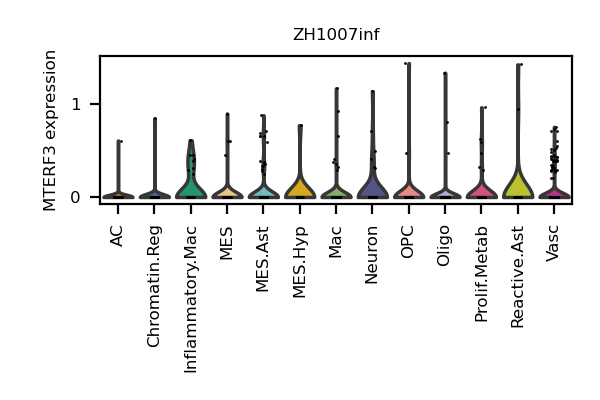 ZH1007inf
MTERF3 expression
1
0
AC
Chromatin.Reg
Inflammatory.Mac
MES
MES.Ast
MES.Hyp
Mac
Neuron
OPC
Oligo
Prolif.Metab
Reactive.Ast
Vasc